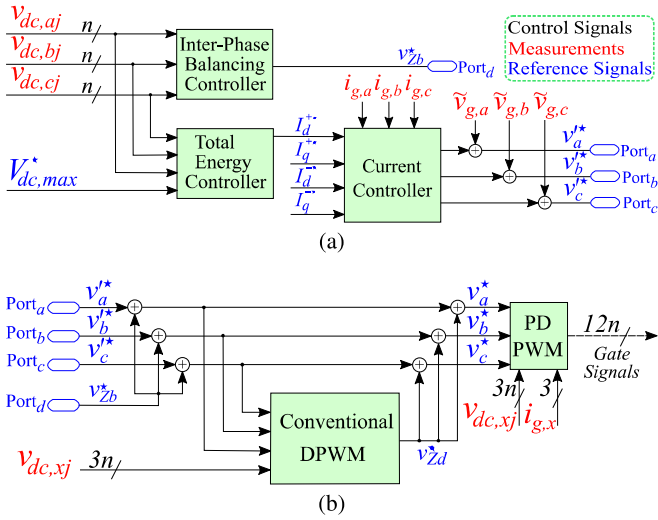 v_{dc,aj} n
v_{dc,bj} n
v_{dc,cj} n
Inter-Phase
Balancing
Controller
v^{★}_{Zb} Port_d
Control Signals
Measurements
Reference Signals
V^{★}_{dc,max}
Total
Energy
Controller
I_d^{+★}
I_q^{+★}
I_d^{-★}
I_q^{-★}
i_{g,a} i_{g,b} i_{g,c}
Current
Controller
ṽ_{g,a} ṽ_{g,b} ṽ_{g,c}
v'^{★}_a Port_a
v'^{★}_b Port_b
v'^{★}_c Port_c
(a)
Port_a v'^{★}_a
Port_b v'^{★}_b
Port_c v'^{★}_c
Port_d v^{★}_{Zb}
v_{dc,xj} 3n
Conventional
DPWM
v^{★}_{Zd}
v^{★}_a
v^{★}_b
v^{★}_c
PD
PWM
12n
Gate
Signals
3n 3
v_{dc,xj} i_{g,x}
(b)